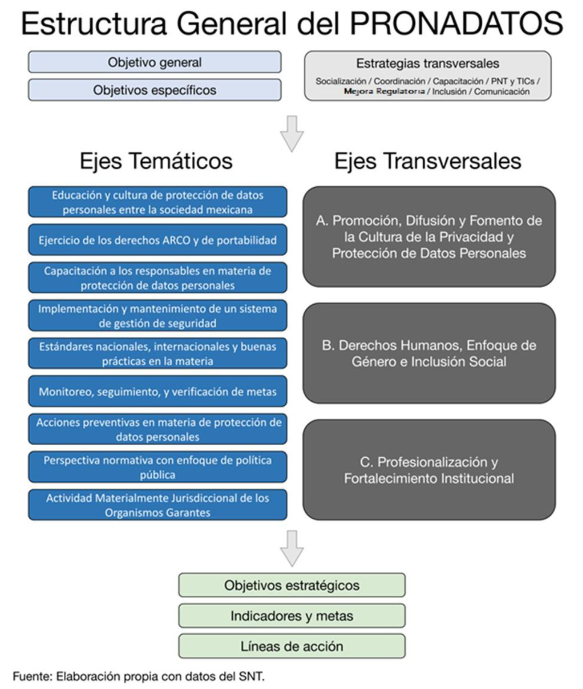 Estructura General del PRONADATOS
Objetivo general
Objetivos específicos
Estrategias transversales
Socialización / Coordinación / Capacitación / PNT y TICs /
Mejora Regulatoria / Inclusión / Comunicación
Ejes Temáticos
Educación y cultura de protección de datos
personales entre la sociedad mexicana
Ejercicio de los derechos ARCO y de portabilidad
Capacitación a los responsables en materia de
protección de datos personales
Implementación y mantenimiento de un sistema
de gestión de seguridad
Estándares nacionales, internacionales y buenas
prácticas en la materia
Monitoreo, seguimiento, y verificación de metas
Acciones preventivas en materia de protección de
datos personales
Perspectiva normativa con enfoque de política
pública
Actividad Materialmente Jurisdiccional de los
Organismos Garantes
Ejes Transversales
A. Promoción, Difusión y Fomento de
la Cultura de la Privacidad y
Protección de Datos Personales
B. Derechos Humanos, Enfoque de
Género e Inclusión Social
C. Profesionalización y
Fortalecimiento Institucional
Objetivos estratégicos
Indicadores y metas
Líneas de acción
Fuente: Elaboración propia con datos del SNT.